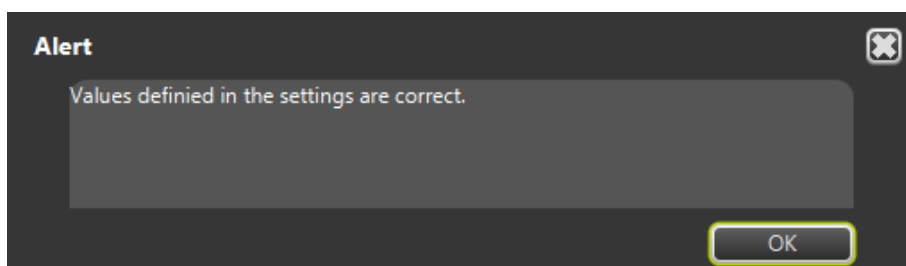 Alert
Values definied in the settings are correct.
OK